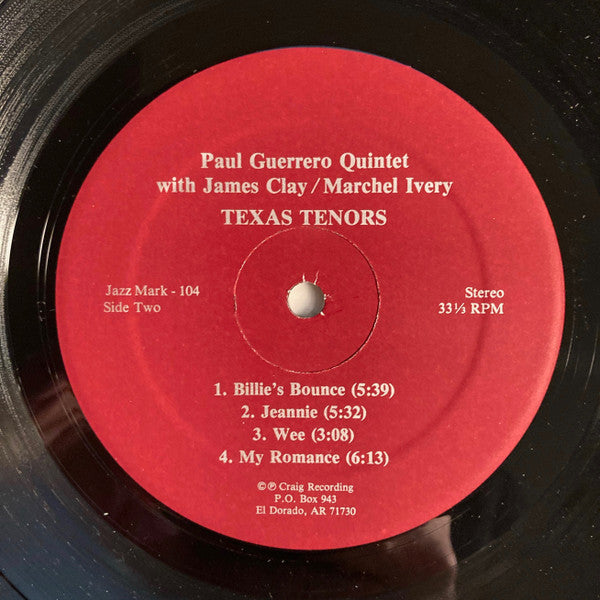 Paul Guerrero Quintet
with James Clay / Marchel Ivery
TEXAS TENORS
Jazz Mark - 104
Side Two
Stereo
33⅓ RPM
1. Billie's Bounce (5:39)
2. Jeannie (5:32)
3. Wee (3:08)
4. My Romance (6:13)
©℗ Craig Recording
P.O. Box 943
El Dorado, AR 71730